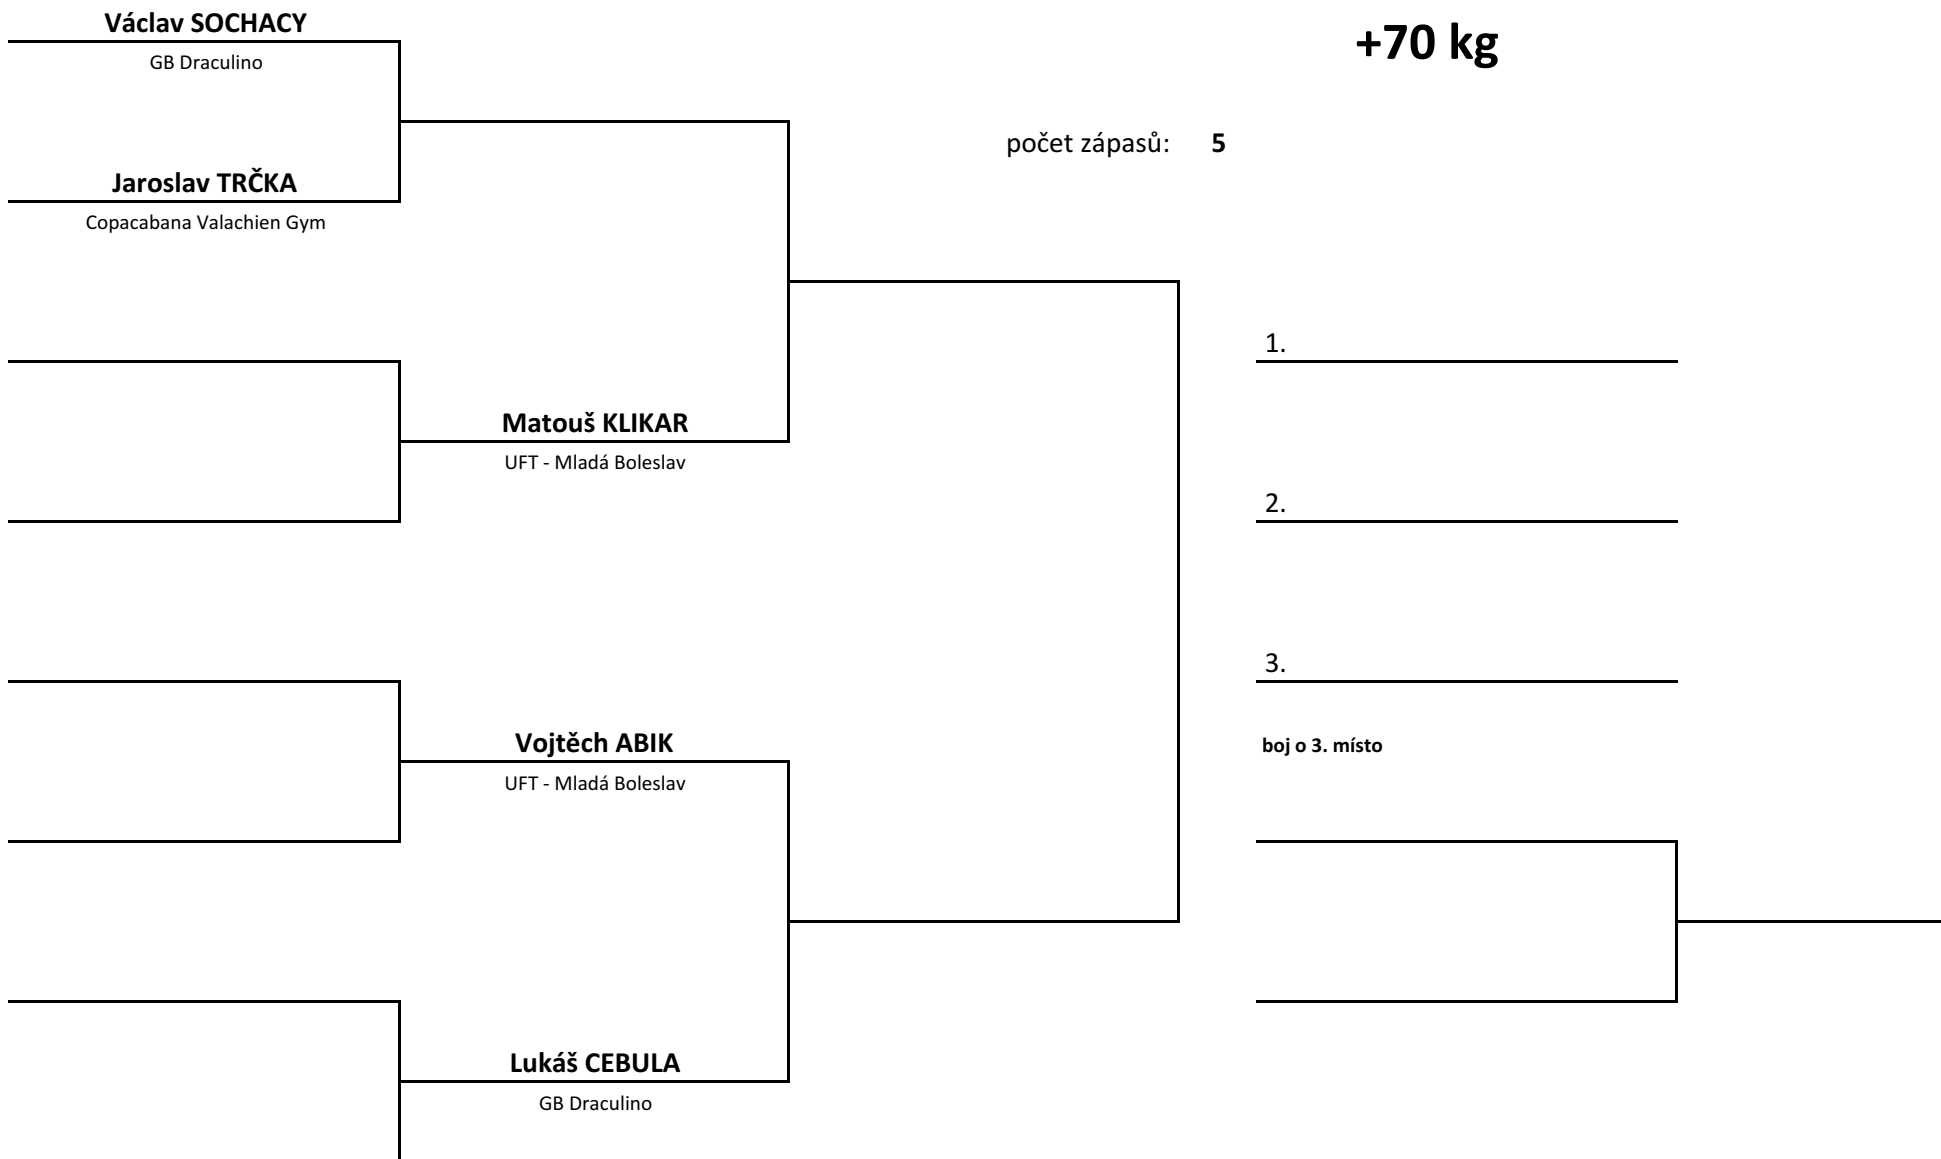 Václav SOCHACY
GB Draculino
+70 kg
počet zápasů: 5
Jaroslav TRČKA
Copacabana Valachien Gym
1.
Matouš KLIKAR
UFT - Mladá Boleslav
2.
3.
Vojtěch ABIK
UFT - Mladá Boleslav
boj o 3. místo
Lukáš CEBULA
GB Draculino